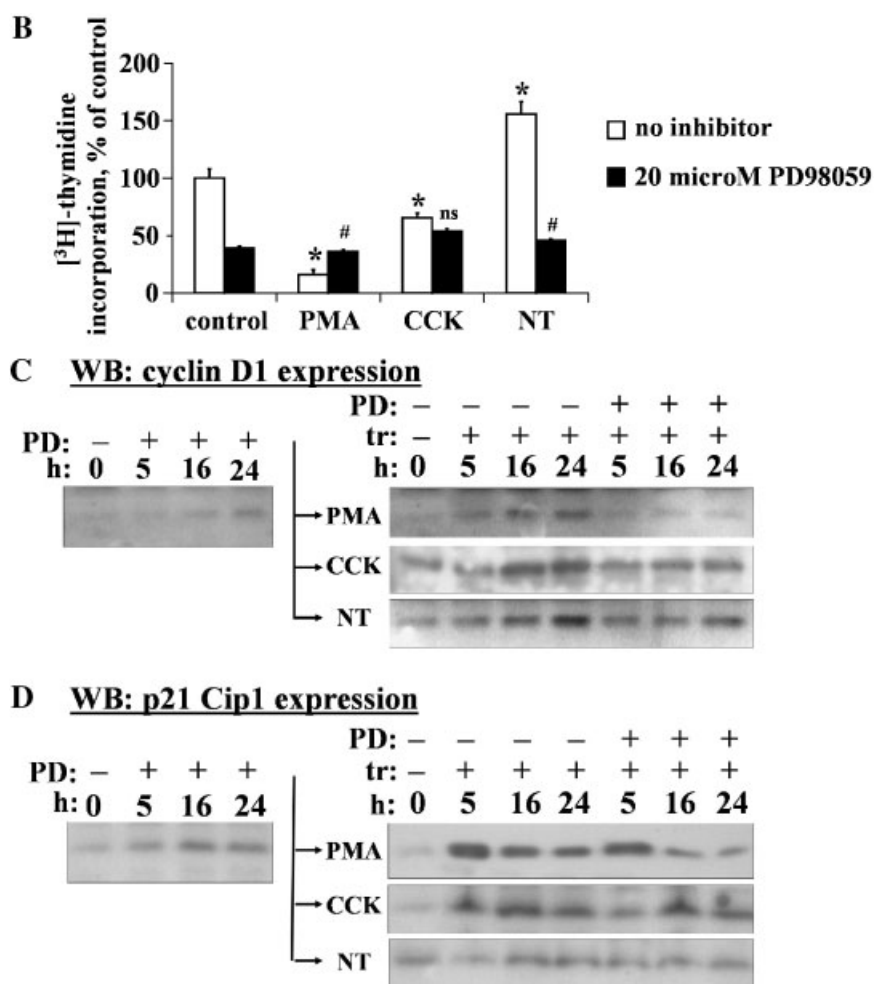 B
[³H]-thymidine
incorporation, % of control
200
150
100
50
0
*
#
*
ns
*
#
control PMA CCK NT
no inhibitor
20 microM PD98059
C WB: cyclin D1 expression
PD: – – – – + + +
PD: – + + + tr: – + + + + + +
h: 0 5 16 24 h: 0 5 16 24 5 16 24
PMA
CCK
NT
D WB: p21 Cip1 expression
PD: – – – – + + +
PD: – + + + tr: – + + + + + +
h: 0 5 16 24 h: 0 5 16 24 5 16 24
PMA
CCK
NT